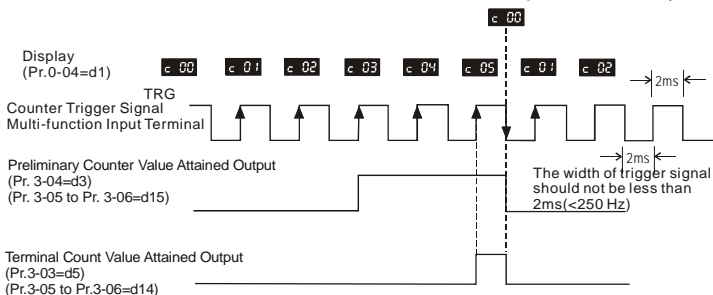 c 00
Display
(Pr.0-04=d1)
c 00 c 01 c 02 c 03 c 04 c 05 c 01 c 02
2ms
TRG
Counter Trigger Signal
Multi-function Input Terminal
2ms
Preliminary Counter Value Attained Output
(Pr. 3-04=d3)
(Pr. 3-05 to Pr. 3-06=d15)
The width of trigger signal
should not be less than
2ms(<250 Hz)
Terminal Count Value Attained Output
(Pr.3-03=d5)
(Pr.3-05 to Pr.3-06=d14)